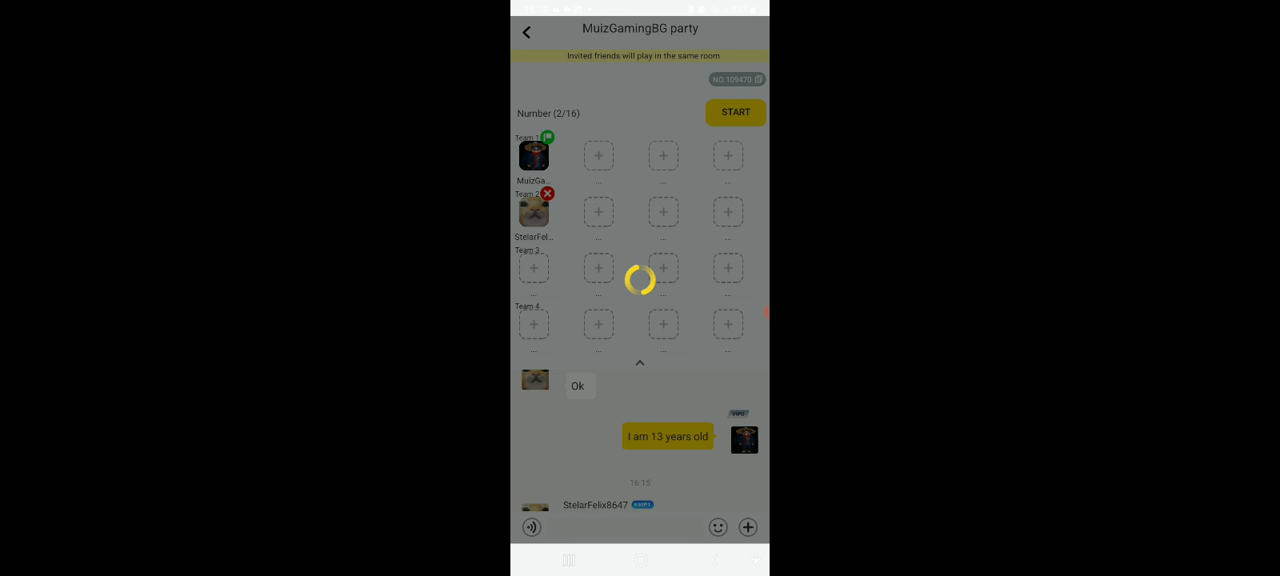 MuizGamingBG party
Invited friends will play in the same room
NO.109470
Number (2/16)
START
Team 1
MuizGa...
Team 2
StelarFel...
Team 3
...
Team 4
...
Ok
I am 13 years old
16:15
StelarFelix8647